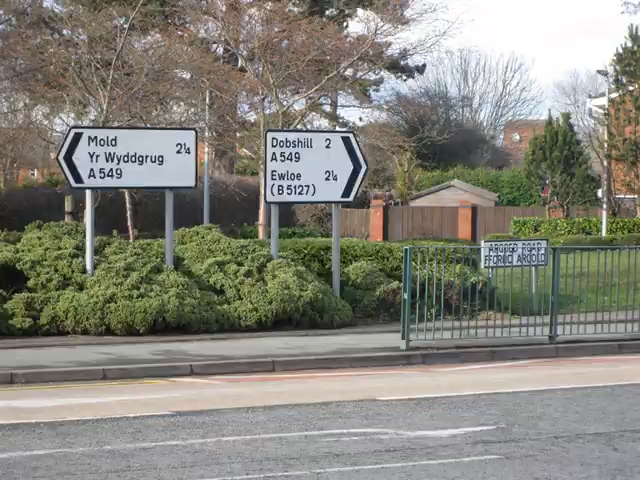 Mold 2¼
Yr Wyddgrug
A549
Dobshill 2
A549
Ewloe 2¼
(B5127)
ARGOED ROAD
FFORDD ARGOED